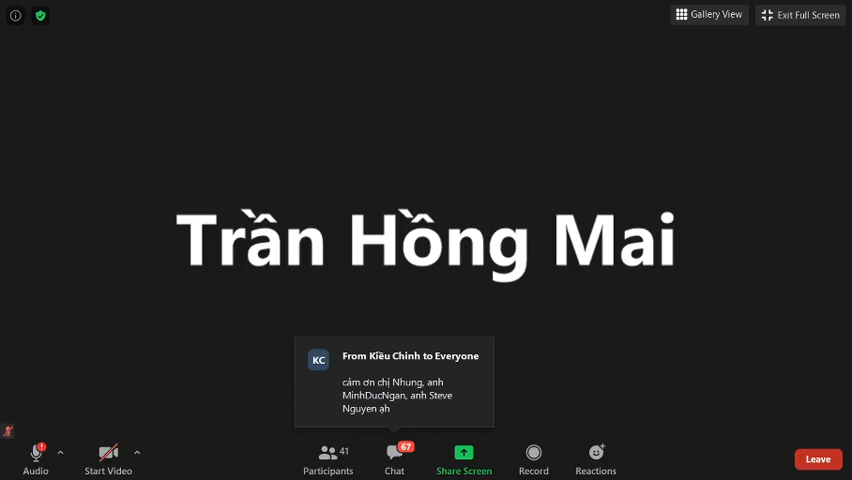 Gallery View
Exit Full Screen
Trần Hồng Mai
KC
From Kiều Chinh to Everyone
cảm ơn chị Nhung, anh
MinhDucNgan, anh Steve
Nguyen ạh
41
67
Audio
Start Video
Participants
Chat
Share Screen
Record
Reactions
Leave